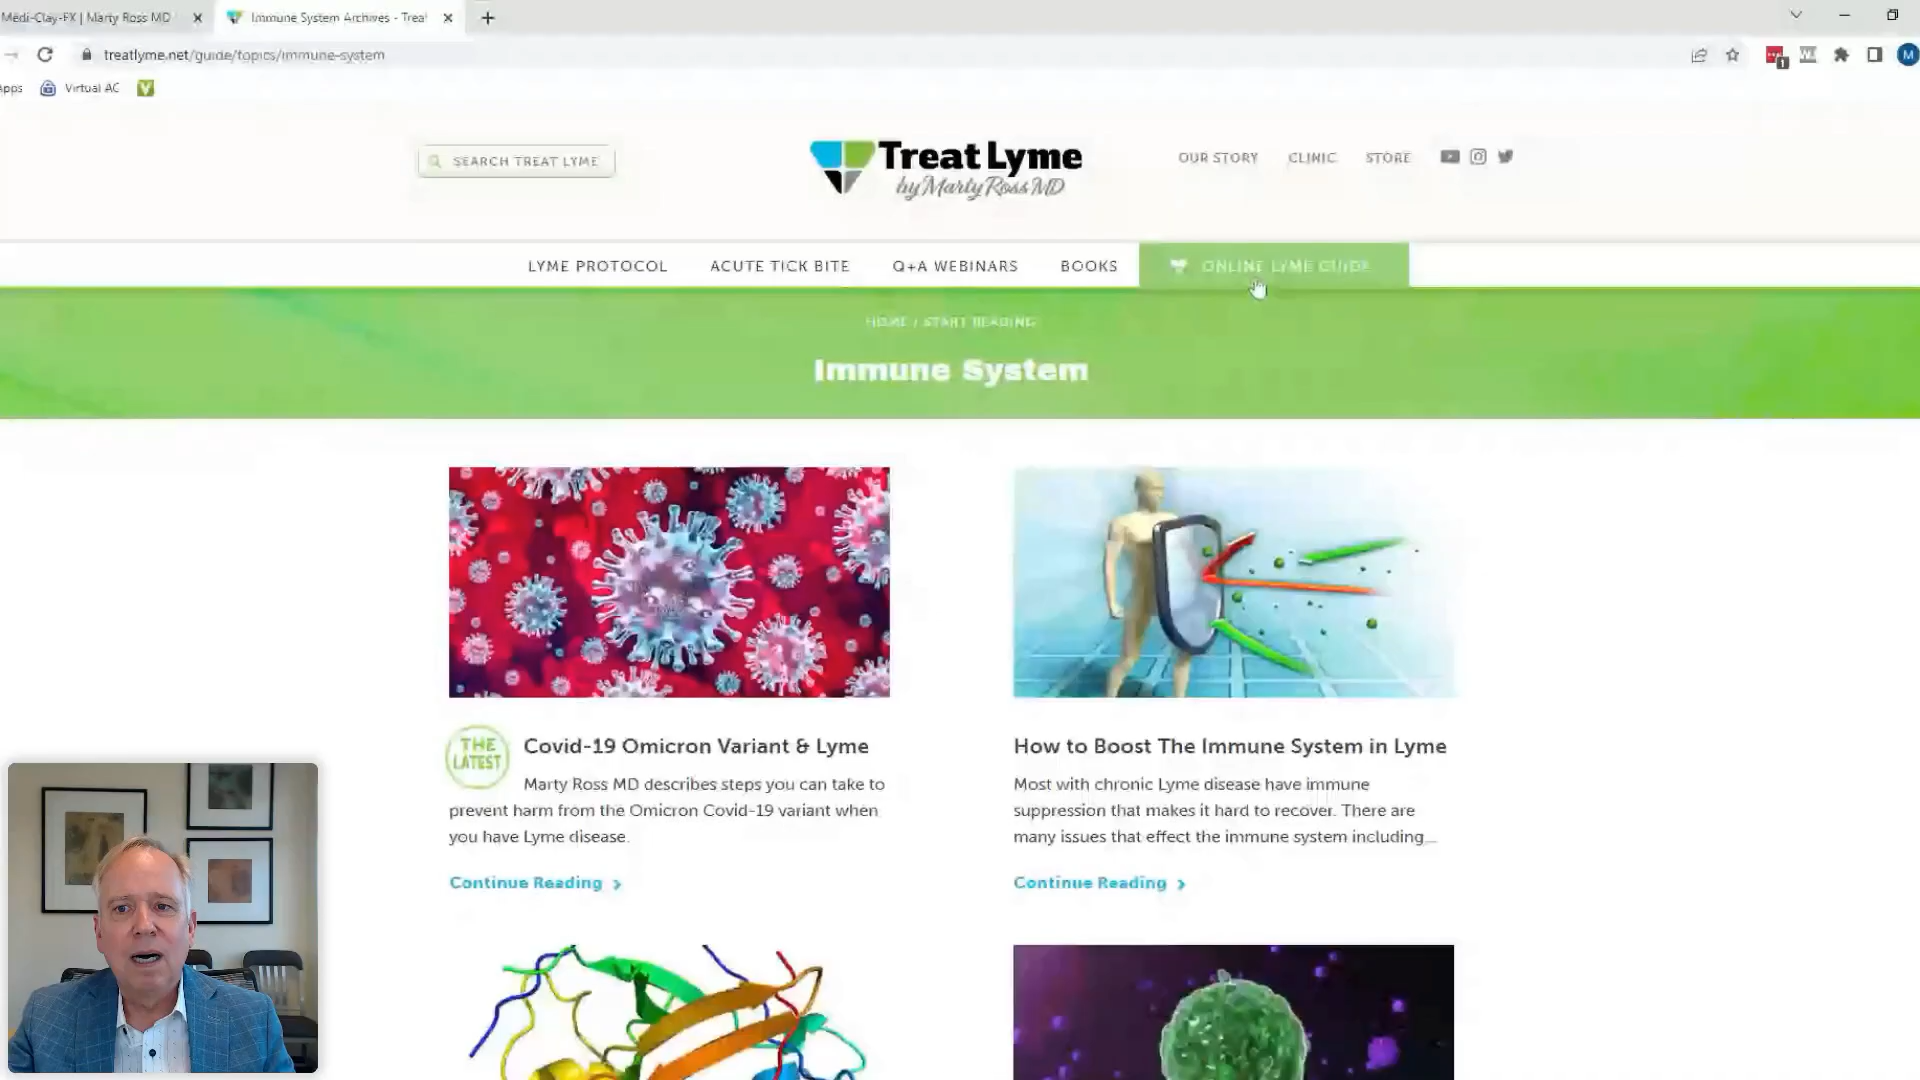 Medi-Clay-FX | Marty Ross MD
Immune System Archives - Treat
treatlyme.net/guide/topics/immune-system
1
M
Apps
Virtual AC
V
SEARCH TREAT LYME
Treat Lyme
by Marty Ross MD
OUR STORY
CLINIC
STORE
LYME PROTOCOL
ACUTE TICK BITE
Q+A WEBINARS
BOOKS
ONLINE LYME GUIDE
HOME / START READING
Immune System
THE
LATEST
Covid-19 Omicron Variant & Lyme
Marty Ross MD describes steps you can take to
prevent harm from the Omicron Covid-19 variant when
you have Lyme disease.
Continue Reading
How to Boost The Immune System in Lyme
Most with chronic Lyme disease have immune
suppression that makes it hard to recover. There are
many issues that effect the immune system including...
Continue Reading